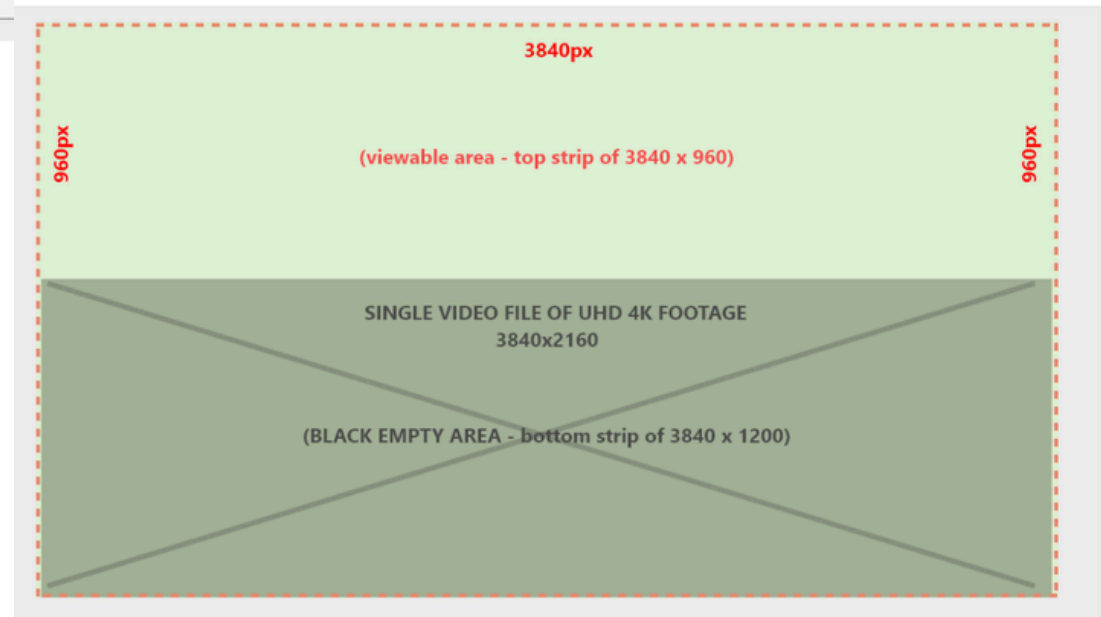 3840px
960px
960px
(viewable area - top strip of 3840 x 960)
SINGLE VIDEO FILE OF UHD 4K FOOTAGE
3840x2160
(BLACK EMPTY AREA - bottom strip of 3840 x 1200)